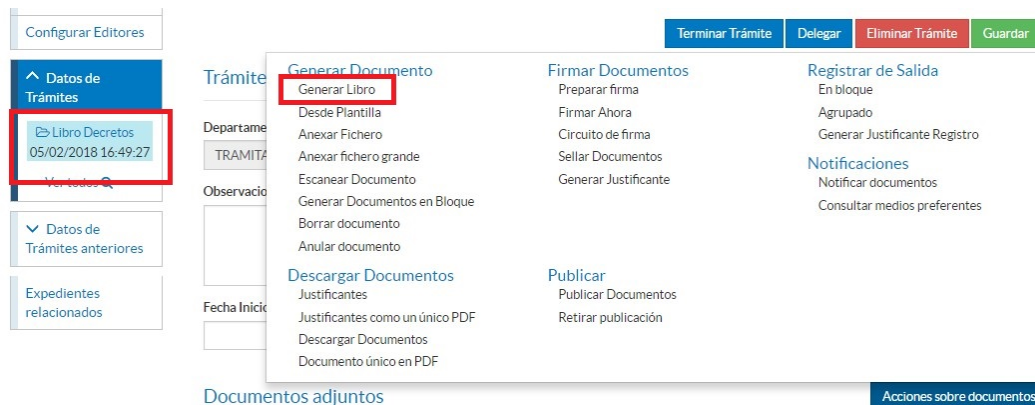 Configurar Editores
Datos de
Trámites
Libro Decretos
05/02/2018 16:49:27
Ver todos
Datos de
Trámites anteriores
Expedientes
relacionados
Terminar Trámite
Delegar
Eliminar Trámite
Guardar
Trámite
Departame
TRAMITA
Observacio
Fecha Inicio
Generar Documento
Generar Libro
Desde Plantilla
Anexar Fichero
Anexar fichero grande
Escanear Documento
Generar Documentos en Bloque
Borrar documento
Anular documento
Descargar Documentos
Justificantes
Justificantes como un único PDF
Descargar Documentos
Documento único en PDF
Firmar Documentos
Preparar firma
Firmar Ahora
Circuito de firma
Sellar Documentos
Generar Justificante
Publicar
Publicar Documentos
Retirar publicación
Registrar de Salida
En bloque
Agrupado
Generar Justificante Registro
Notificaciones
Notificar documentos
Consultar medios preferentes
Documentos adjuntos
Acciones sobre documentos